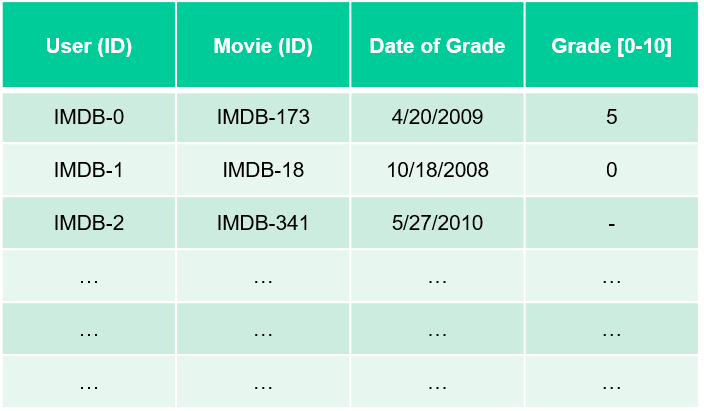 User (ID) Movie (ID) Date of Grade Grade [0-10]
IMDB-0 IMDB-173 4/20/2009 5
IMDB-1 IMDB-18 10/18/2008 0
IMDB-2 IMDB-341 5/27/2010 -
… … … …
… … … …
… … … …